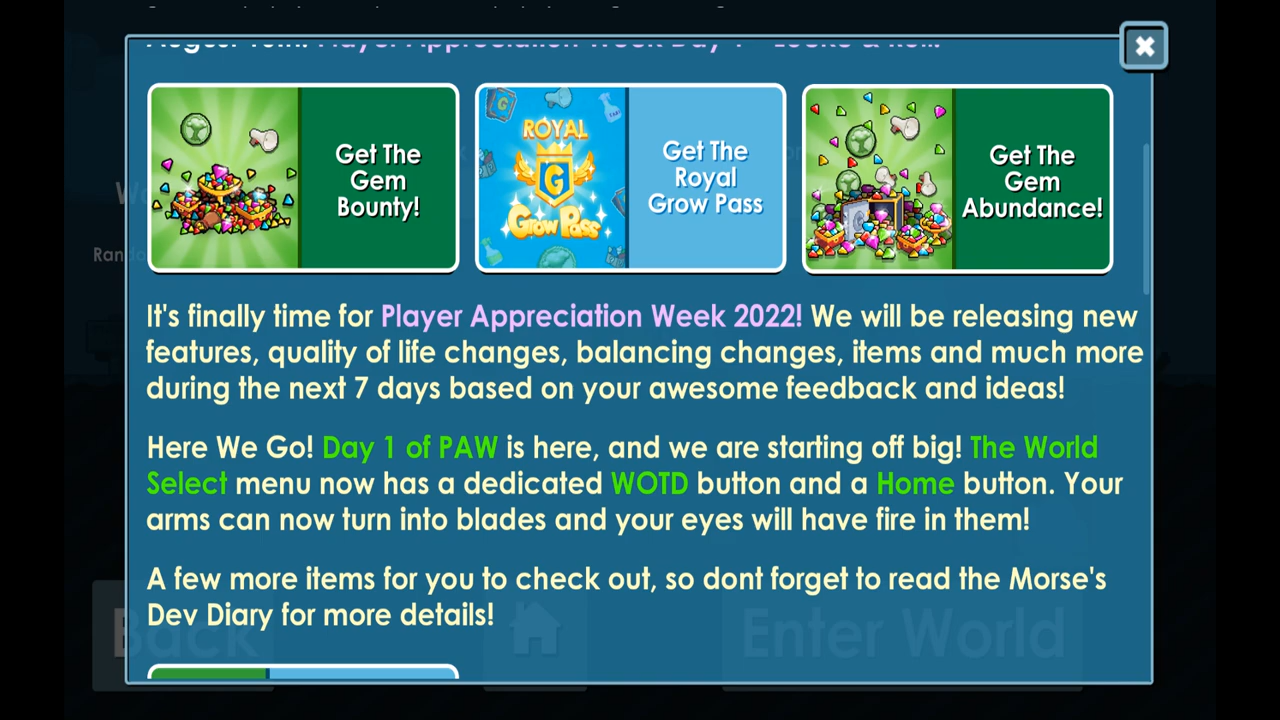 Get The
Gem
Bounty!
ROYAL
G
Grow Pass
Get The
Royal
Grow Pass
Get The
Gem
Abundance!
It's finally time for Player Appreciation Week 2022! We will be releasing new
features, quality of life changes, balancing changes, items and much more
during the next 7 days based on your awesome feedback and ideas!
Here We Go! Day 1 of PAW is here, and we are starting off big! The World
Select menu now has a dedicated WOTD button and a Home button. Your
arms can now turn into blades and your eyes will have fire in them!
A few more items for you to check out, so dont forget to read the Morse's
Dev Diary for more details!
Back
Enter World